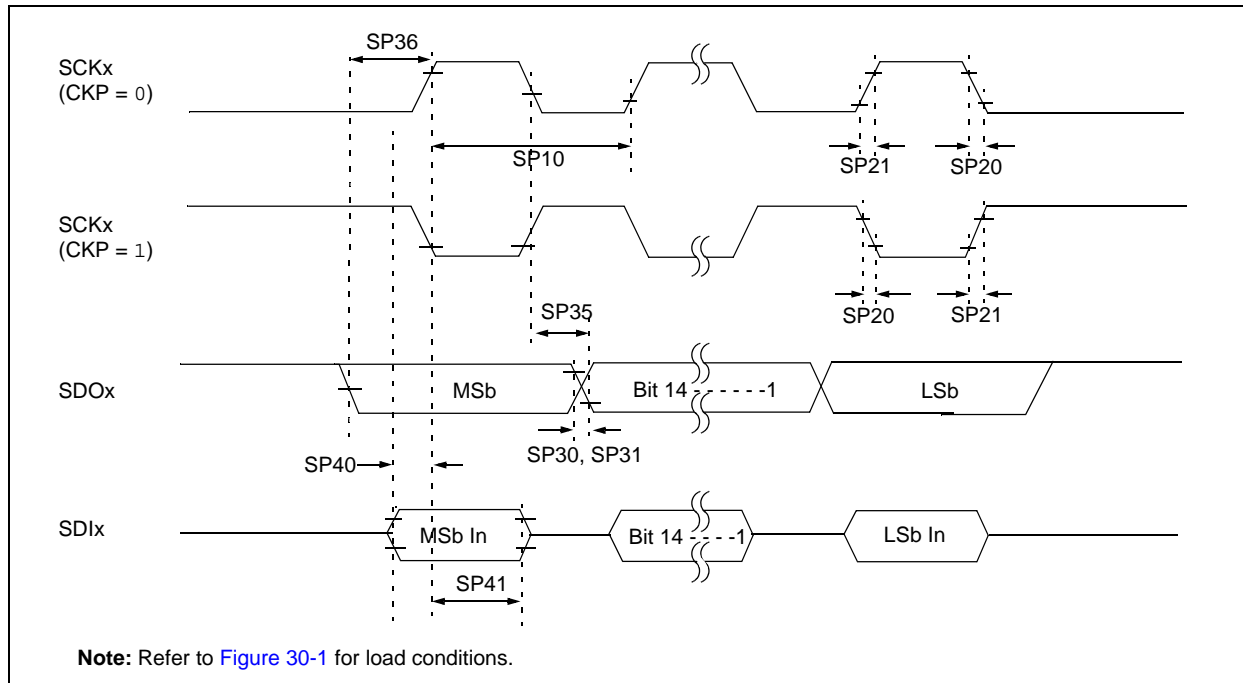 SP36
SCKx
(CKP = 0)
SP10
SP21
SP20
SCKx
(CKP = 1)
SP35
SP20
SP21
SDOx
MSb
Bit 14 - - - - - -1
LSb
SP30, SP31
SP40
SDIx
MSb In
Bit 14 - - - - -1
LSb In
SP41
Note: Refer to Figure 30-1 for load conditions.